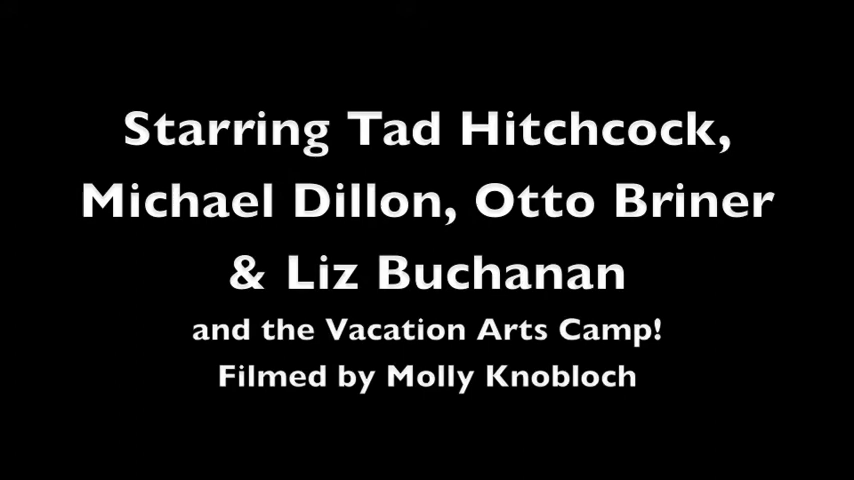 Starring Tad Hitchcock,
Michael Dillon, Otto Briner
& Liz Buchanan
and the Vacation Arts Camp!
Filmed by Molly Knobloch